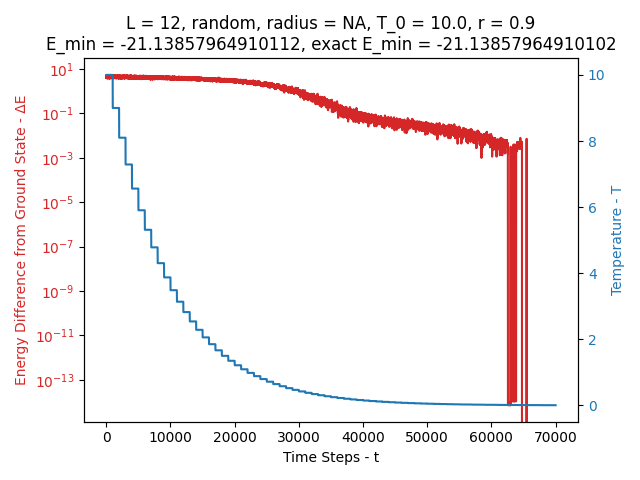 L = 12, random, radius = NA, T_0 = 10.0, r = 0.9
E_min = -21.13857964910112, exact E_min = -21.13857964910102
Energy Difference from Ground State - ΔE
10¹
10⁻¹
10⁻³
10⁻⁵
10⁻⁷
10⁻⁹
10⁻¹¹
10⁻¹³
0 10000 20000 30000 40000 50000 60000 70000
Time Steps - t
10
8
6
4
2
0
Temperature - T